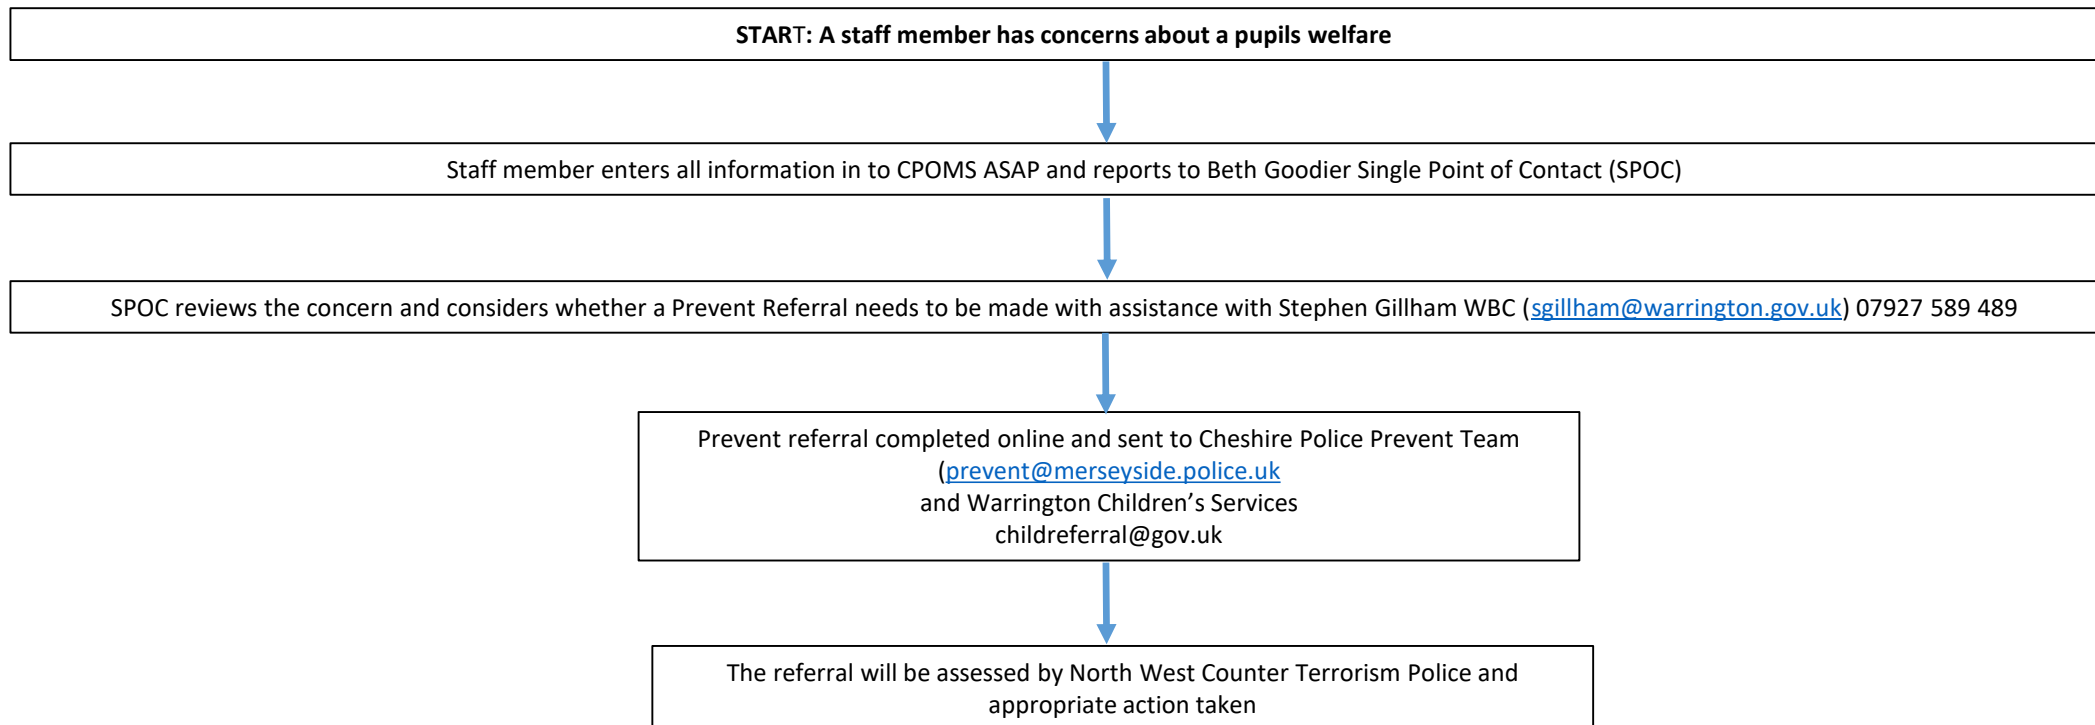 START: A staff member has concerns about a pupils welfare
Staff member enters all information in to CPOMS ASAP and reports to Beth Goodier Single Point of Contact (SPOC)
SPOC reviews the concern and considers whether a Prevent Referral needs to be made with assistance with Stephen Gillham WBC (sgillham@warrington.gov.uk) 07927 589 489
Prevent referral completed online and sent to Cheshire Police Prevent Team
(prevent@merseyside.police.uk
and Warrington Children’s Services
childreferral@gov.uk
The referral will be assessed by North West Counter Terrorism Police and
appropriate action taken